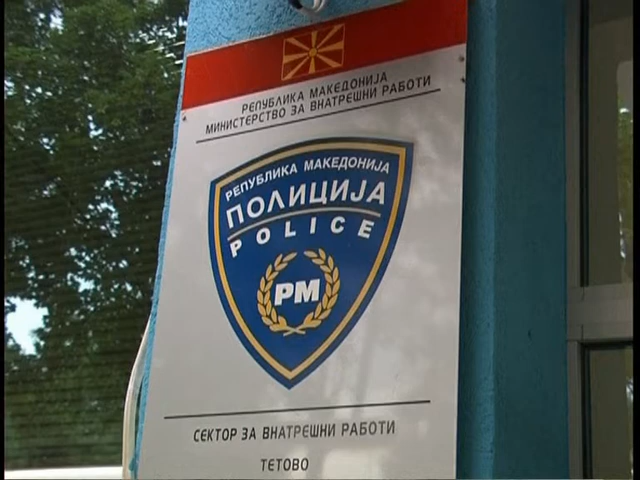 РЕПУБЛИКА МАКЕДОНИЈА
МИНИСТЕРСТВО ЗА ВНАТРЕШНИ РАБОТИ
РЕПУБЛИКА МАКЕДОНИЈА
ПОЛИЦИЈА
POLICE
РМ
СЕКТОР ЗА ВНАТРЕШНИ РАБОТИ
ТЕТОВО